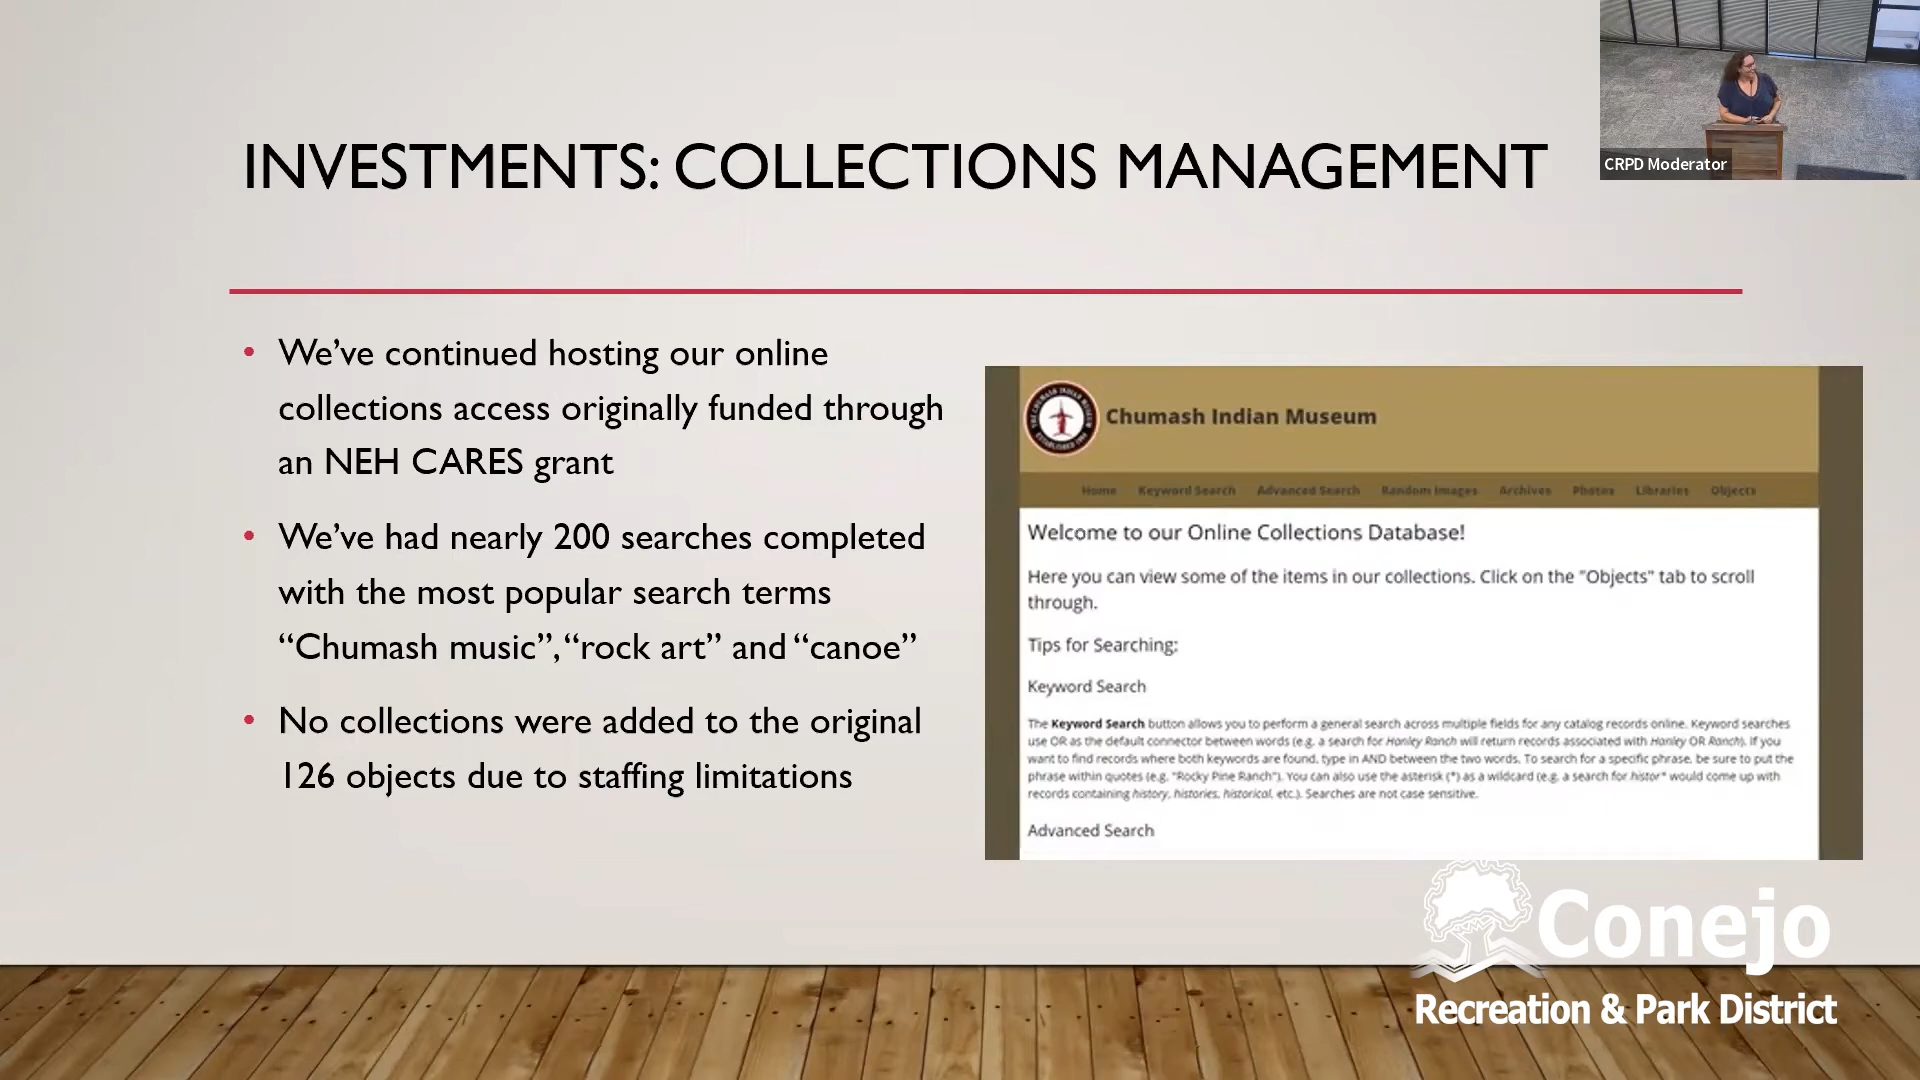 INVESTMENTS: COLLECTIONS MANAGEMENT
CRPD Moderator
• We’ve continued hosting our online
collections access originally funded through
an NEH CARES grant
• We’ve had nearly 200 searches completed
with the most popular search terms
“Chumash music”, “rock art” and “canoe”
• No collections were added to the original
126 objects due to staffing limitations
Chumash Indian Museum
Home Keyword Search Advanced Search Random Images Archives Photos Libraries Objects
Welcome to our Online Collections Database!
Here you can view some of the items in our collections. Click on the "Objects" tab to scroll
through.
Tips for Searching:
Keyword Search
The Keyword Search button allows you to perform a general search across multiple fields for any catalog records online. Keyword searches
use OR as the default connector between words (e.g. a search for Hanley Ranch will return records associated with Hanley OR Ranch). If you
want to find records where both keywords are found, type in AND between the two words. To search for a specific phrase, be sure to put the
phrase within quotes (e.g. "Rocky Pine Ranch"). You can also use the asterisk (*) as a wildcard (e.g. a search for histor* would come up with
records containing history, histories, historical, etc.). Searches are not case sensitive.
Advanced Search
Conejo
Recreation & Park District